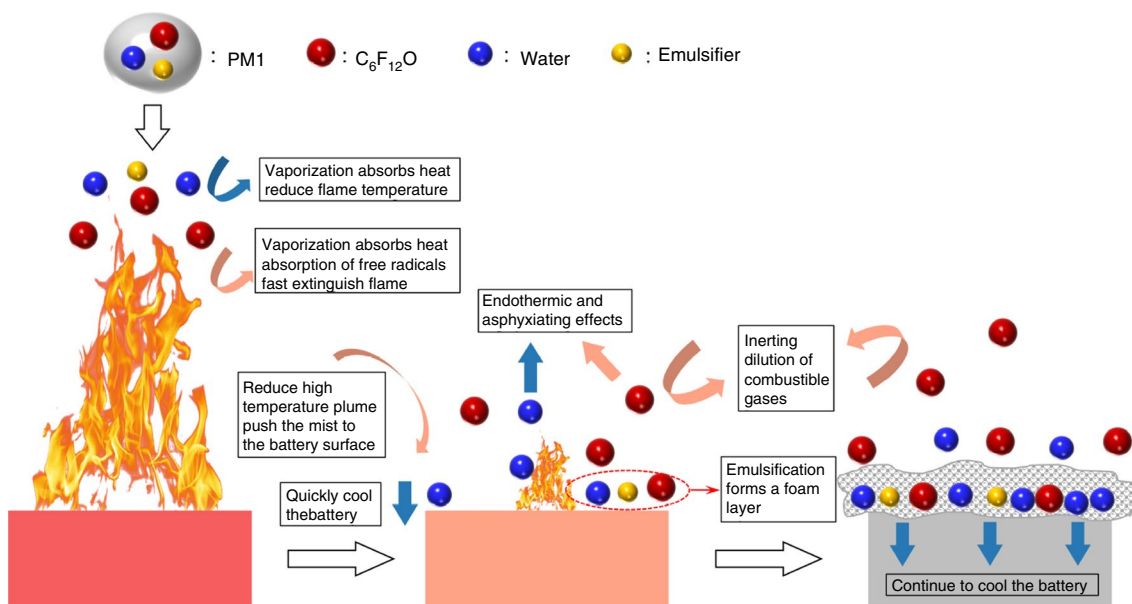 : PM1
: C₆F₁₂O
: Water
: Emulsifier
Vaporization absorbs heat
reduce flame temperature
Vaporization absorbs heat
absorption of free radicals
fast extinguish flame
Endothermic and
asphyxiating effects
Inerting
dilution of
combustible
gases
Reduce high
temperature plume
push the mist to
the battery surface
Quickly cool
thebattery
Emulsification
forms a foam
layer
Continue to cool the battery